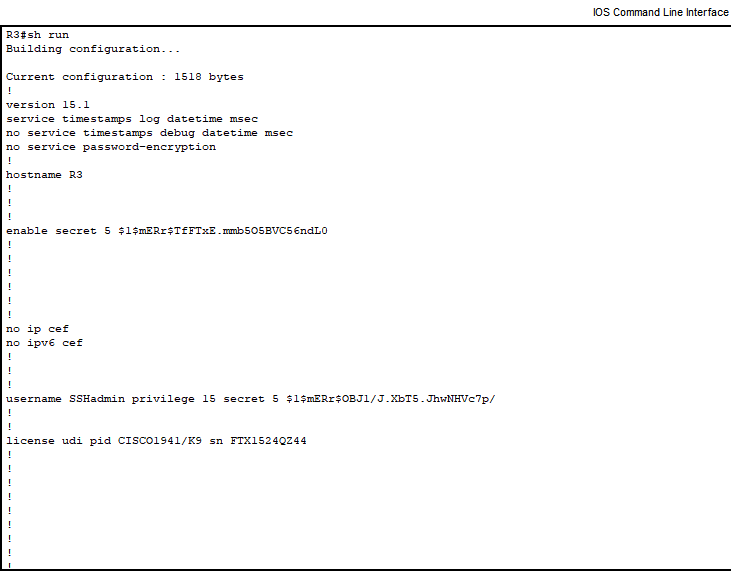 IOS Command Line Interface
R3#sh run
Building configuration...
Current configuration : 1518 bytes
!
version 15.1
service timestamps log datetime msec
no service timestamps debug datetime msec
no service password-encryption
!
hostname R3
!
!
!
enable secret 5 $1$mERr$TfFTxE.mmb5O5BVC56ndL0
!
!
!
!
!
!
no ip cef
no ipv6 cef
!
!
!
username SSHadmin privilege 15 secret 5 $1$mERr$OBJ1/J.XbT5.JhwNHVc7p/
!
!
license udi pid CISCO1941/K9 sn FTX1524QZ44
!
!
!
!
!
!
!
!
!